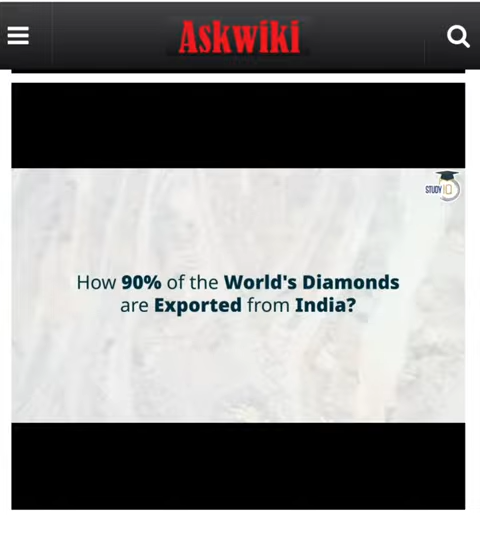 Askwiki
STUDY IQ
How 90% of the World's Diamonds
are Exported from India?